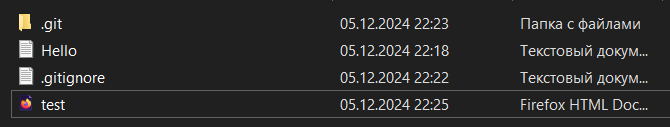 .git 05.12.2024 22:23 Папка с файлами
Hello 05.12.2024 22:18 Текстовый докум...
.gitignore 05.12.2024 22:22 Текстовый докум...
test 05.12.2024 22:25 Firefox HTML Doc...